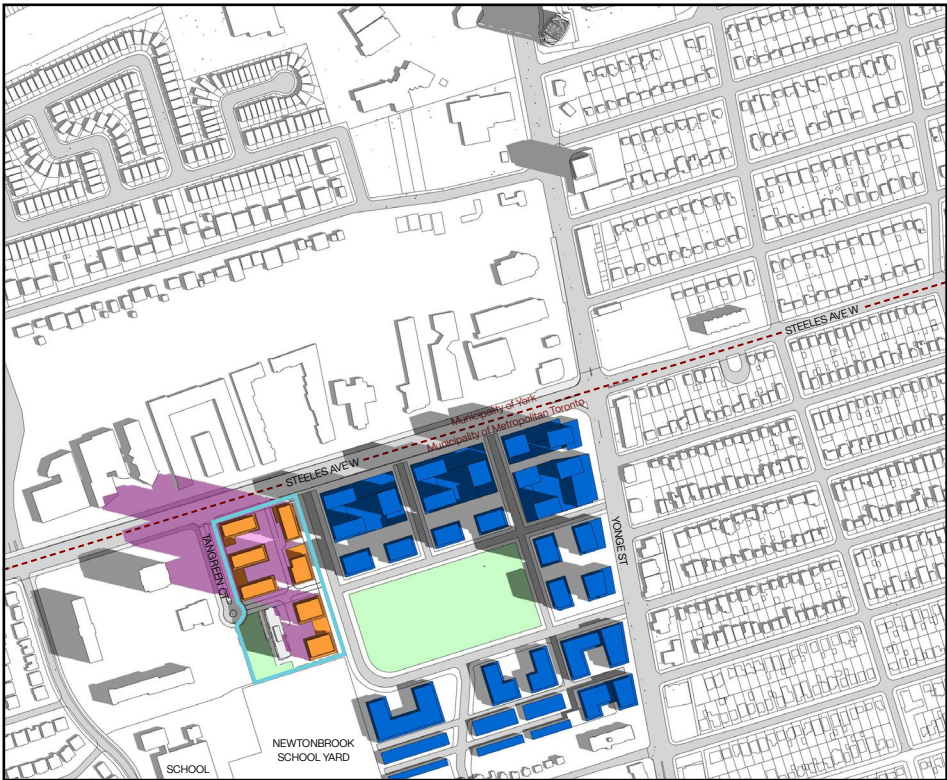 STEELES AVE W
Municipality of York
Municipality of Metropolitan Toronto
STEELES AVE W
TANGREEN CT
YONGE ST
NEWTONBROOK
SCHOOL YARD
SCHOOL